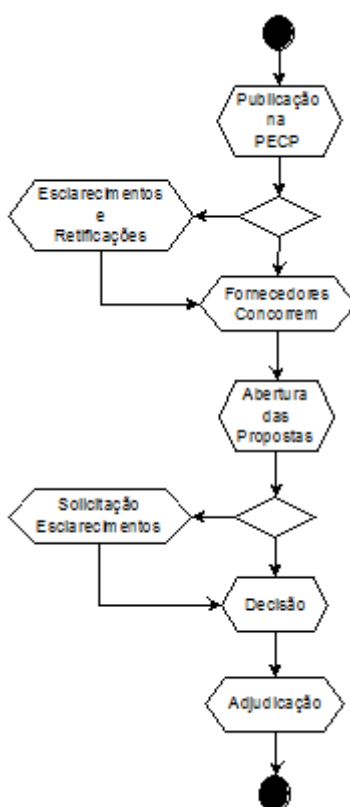 Publicação
na
PECP
Esclarecimentos
e
Retificações
Fornecedores
Concorrem
Abertura
das
Propostas
Solicitação
Esclarecimentos
Decisão
Adjudicação